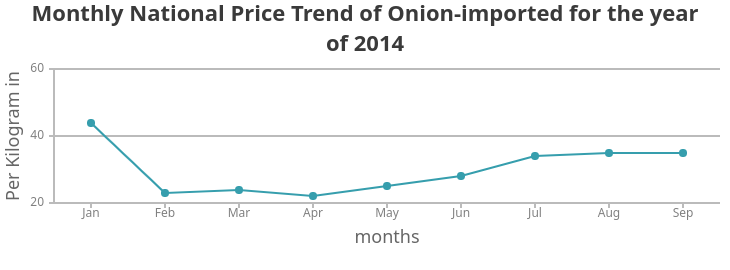 Monthly National Price Trend of Onion-imported for the year
of 2014
Per Kilogram in
60
40
20
Jan Feb Mar Apr May Jun Jul Aug Sep
months